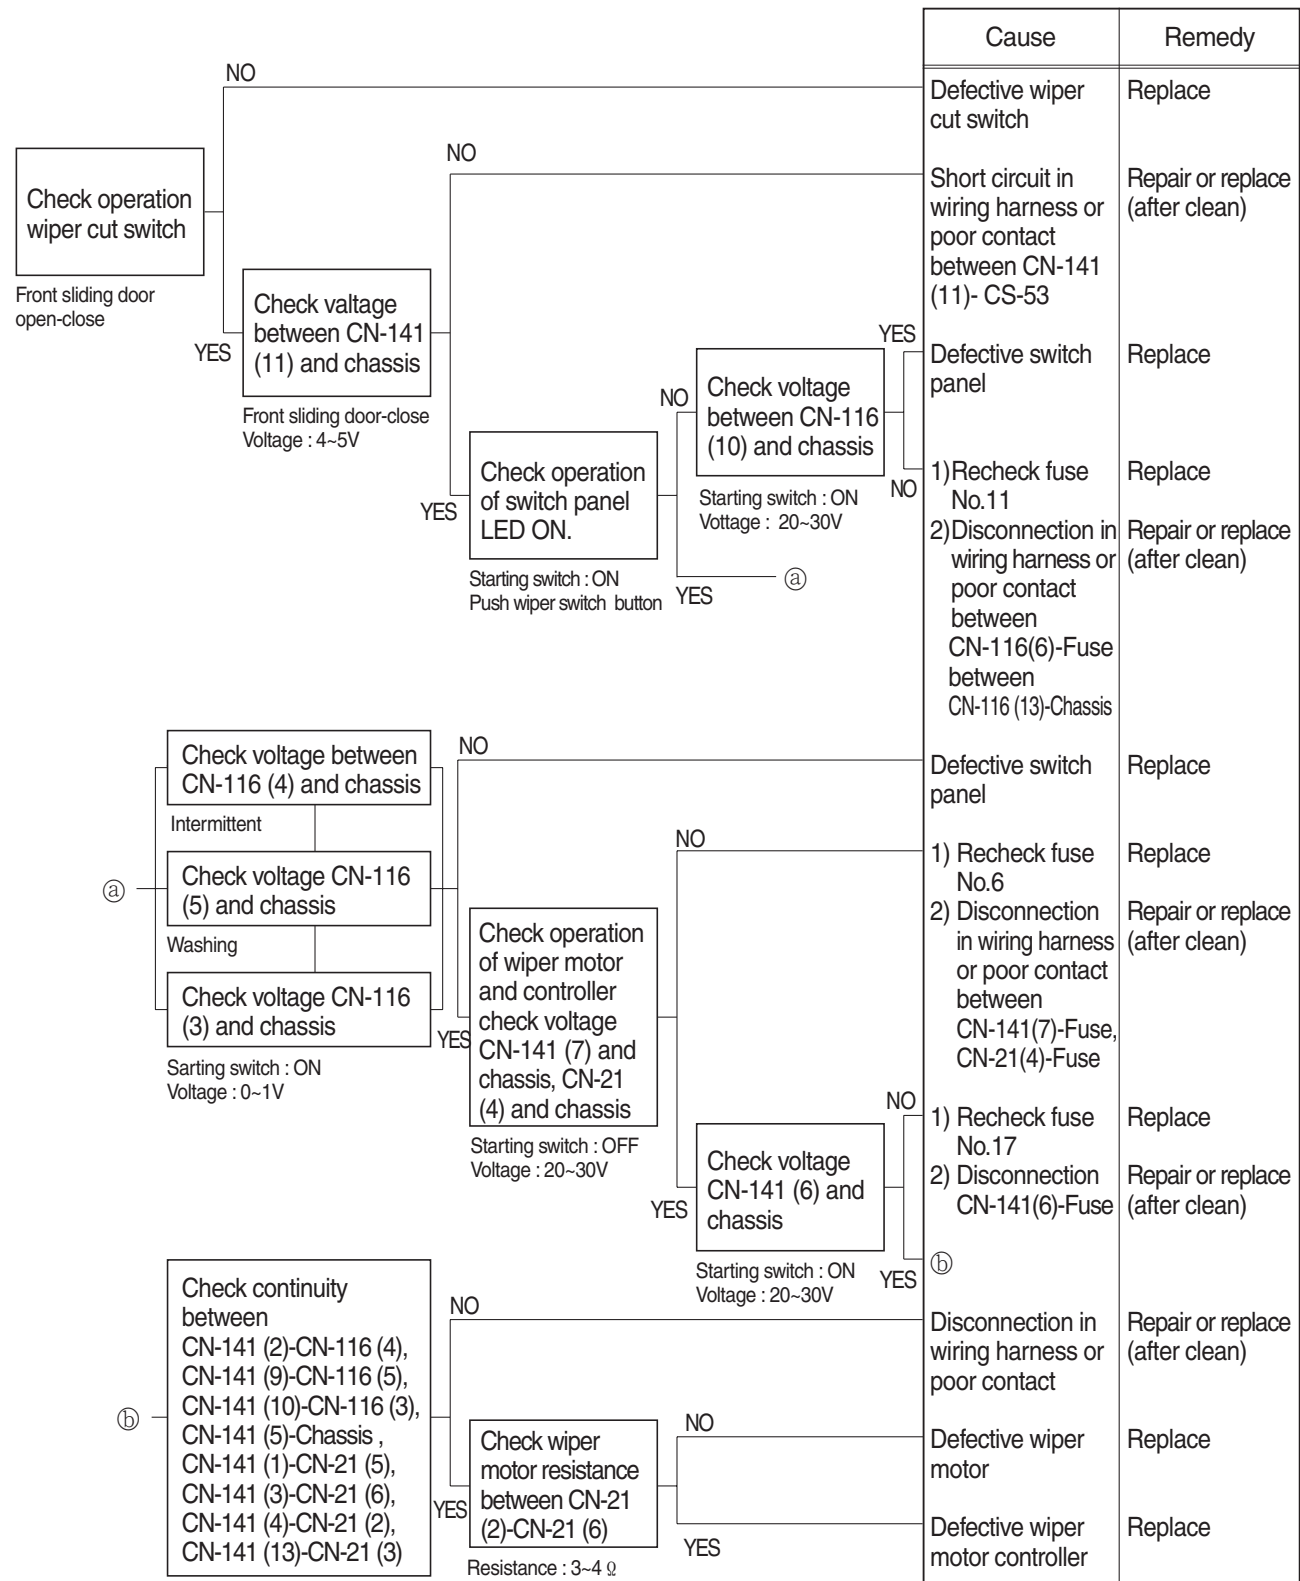 Cause
Remedy
NO
Defective wiper
cut switch
Replace
NO
Check operation
wiper cut switch
Front sliding door
open-close
Short circuit in
wiring harness or
poor contact
between CN-141
(11)- CS-53
Repair or replace
(after clean)
YES
Check valtage
between CN-141
(11) and chassis
Front sliding door-close
Voltage : 4~5V
YES
Defective switch
panel
Replace
NO
Check voltage
between CN-116
(10) and chassis
Starting switch : ON
Vottage : 20~30V
NO
YES
Check operation
of switch panel
LED ON.
Starting switch : ON
Push wiper switch button
YES
ⓐ
1)Recheck fuse
No.11
Replace
2)Disconnection in
wiring harness or
poor contact
between
CN-116(6)-Fuse
between
CN-116 (13)-Chassis
Repair or replace
(after clean)
ⓐ
Check voltage between
CN-116 (4) and chassis
Intermittent
Check voltage CN-116
(5) and chassis
Washing
Check voltage CN-116
(3) and chassis
Sarting switch : ON
Voltage : 0~1V
NO
Defective switch
panel
Replace
YES
Check operation
of wiper motor
and controller
check voltage
CN-141 (7) and
chassis, CN-21
(4) and chassis
Starting switch : OFF
Voltage : 20~30V
NO
1) Recheck fuse
No.6
Replace
2) Disconnection
in wiring harness
or poor contact
between
CN-141(7)-Fuse,
CN-21(4)-Fuse
Repair or replace
(after clean)
YES
Check voltage
CN-141 (6) and
chassis
Starting switch : ON
Voltage : 20~30V
NO
1) Recheck fuse
No.17
Replace
2) Disconnection
CN-141(6)-Fuse
Repair or replace
(after clean)
YES
ⓑ
ⓑ
Check continuity
between
CN-141 (2)-CN-116 (4),
CN-141 (9)-CN-116 (5),
CN-141 (10)-CN-116 (3),
CN-141 (5)-Chassis ,
CN-141 (1)-CN-21 (5),
CN-141 (3)-CN-21 (6),
CN-141 (4)-CN-21 (2),
CN-141 (13)-CN-21 (3)
NO
Disconnection in
wiring harness or
poor contact
Repair or replace
(after clean)
YES
Check wiper
motor resistance
between CN-21
(2)-CN-21 (6)
Resistance : 3~4 Ω
NO
Defective wiper
motor
Replace
YES
Defective wiper
motor controller
Replace